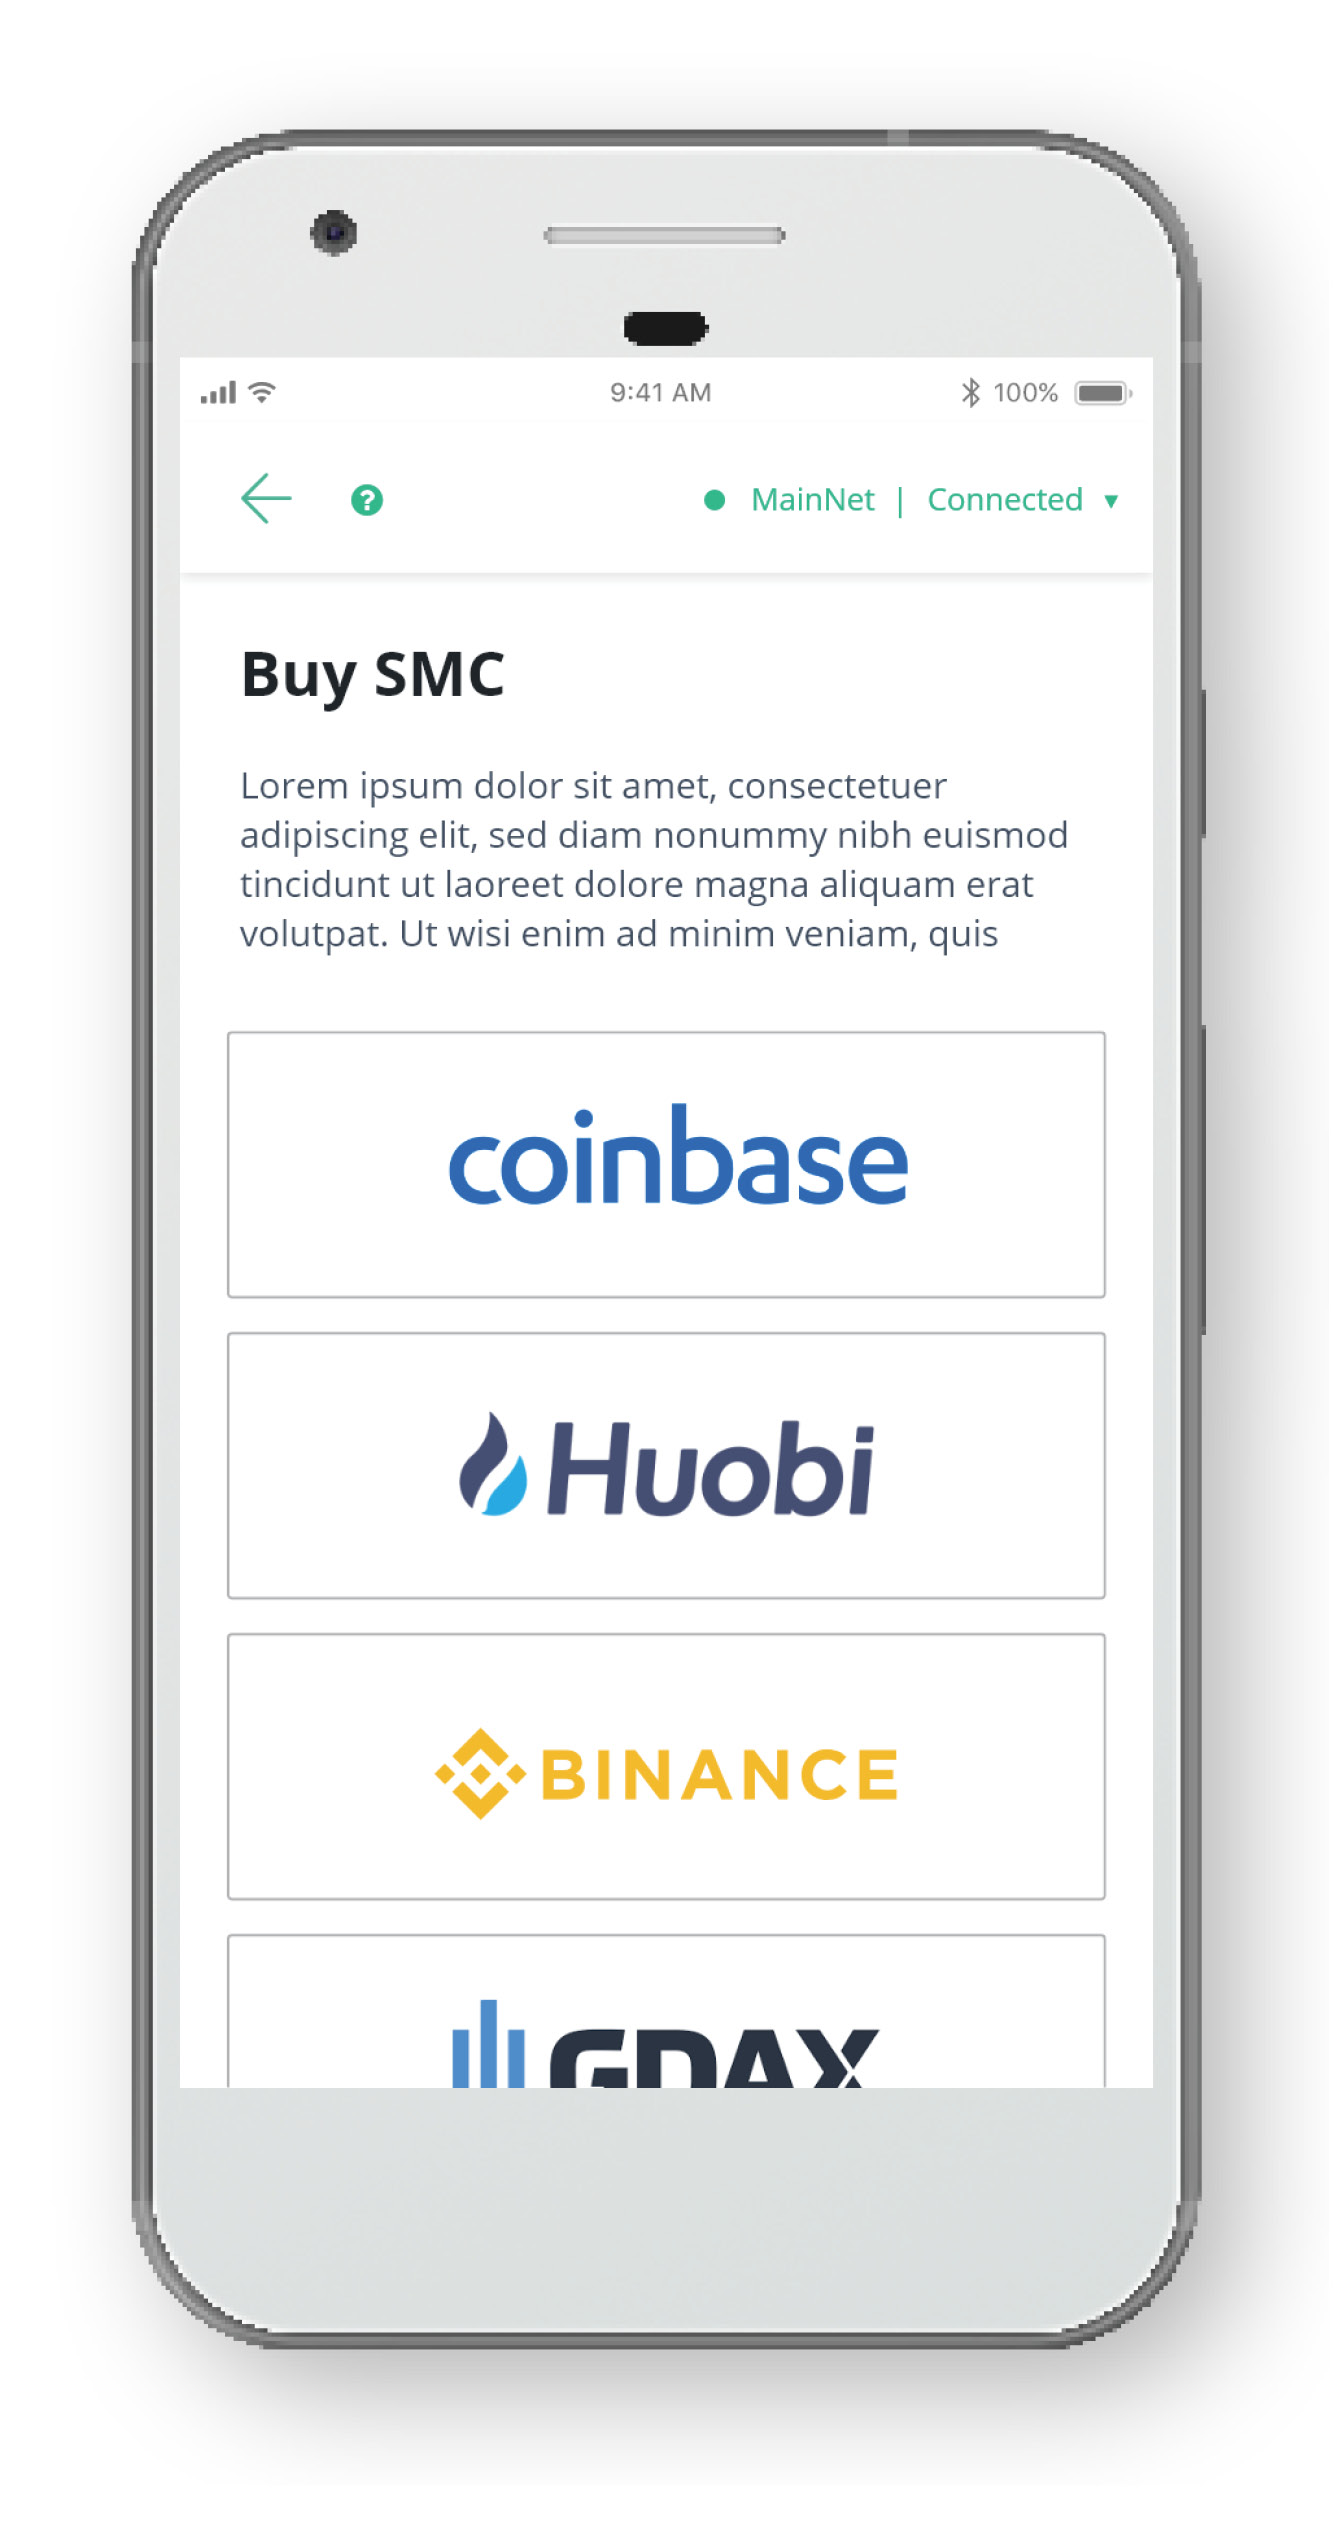 9:41 AM
100%
? MainNet | Connected ▾
Buy SMC
Lorem ipsum dolor sit amet, consectetuer
adipiscing elit, sed diam nonummy nibh euismod
tincidunt ut laoreet dolore magna aliquam erat
volutpat. Ut wisi enim ad minim veniam, quis
coinbase
Huobi
BINANCE
GDAX